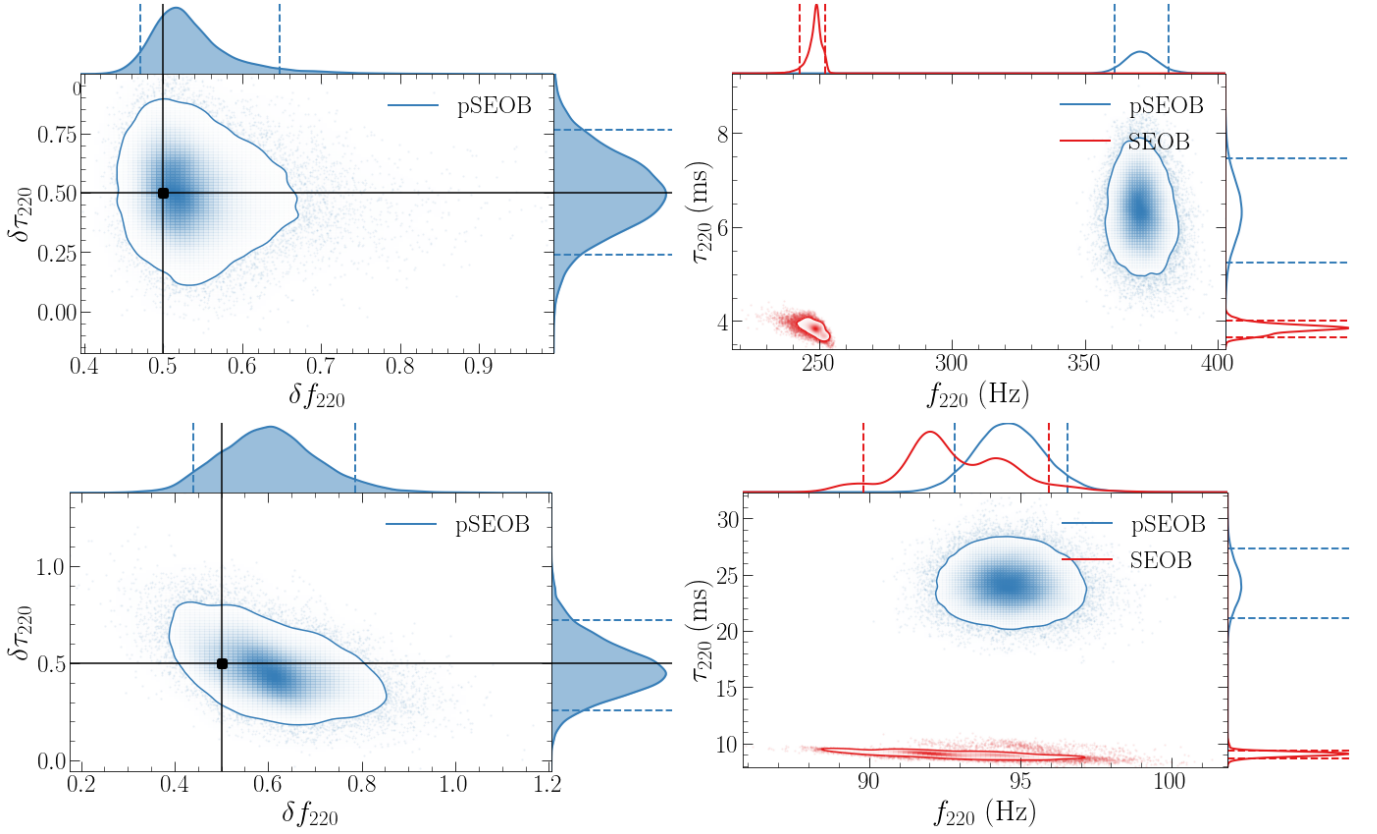 0
0.75
0.50
0.25
0.00
δτ₂₂₀
pSEOB
0.4 0.5 0.6 0.7 0.8 0.9
δf₂₂₀
8
6
4
τ₂₂₀ (ms)
pSEOB
SEOB
250 300 350 400
f₂₂₀ (Hz)
1.0
0.5
0.0
δτ₂₂₀
pSEOB
0.2 0.4 0.6 0.8 1.0 1.2
δf₂₂₀
30
25
20
15
10
τ₂₂₀ (ms)
pSEOB
SEOB
90 95 100
f₂₂₀ (Hz)